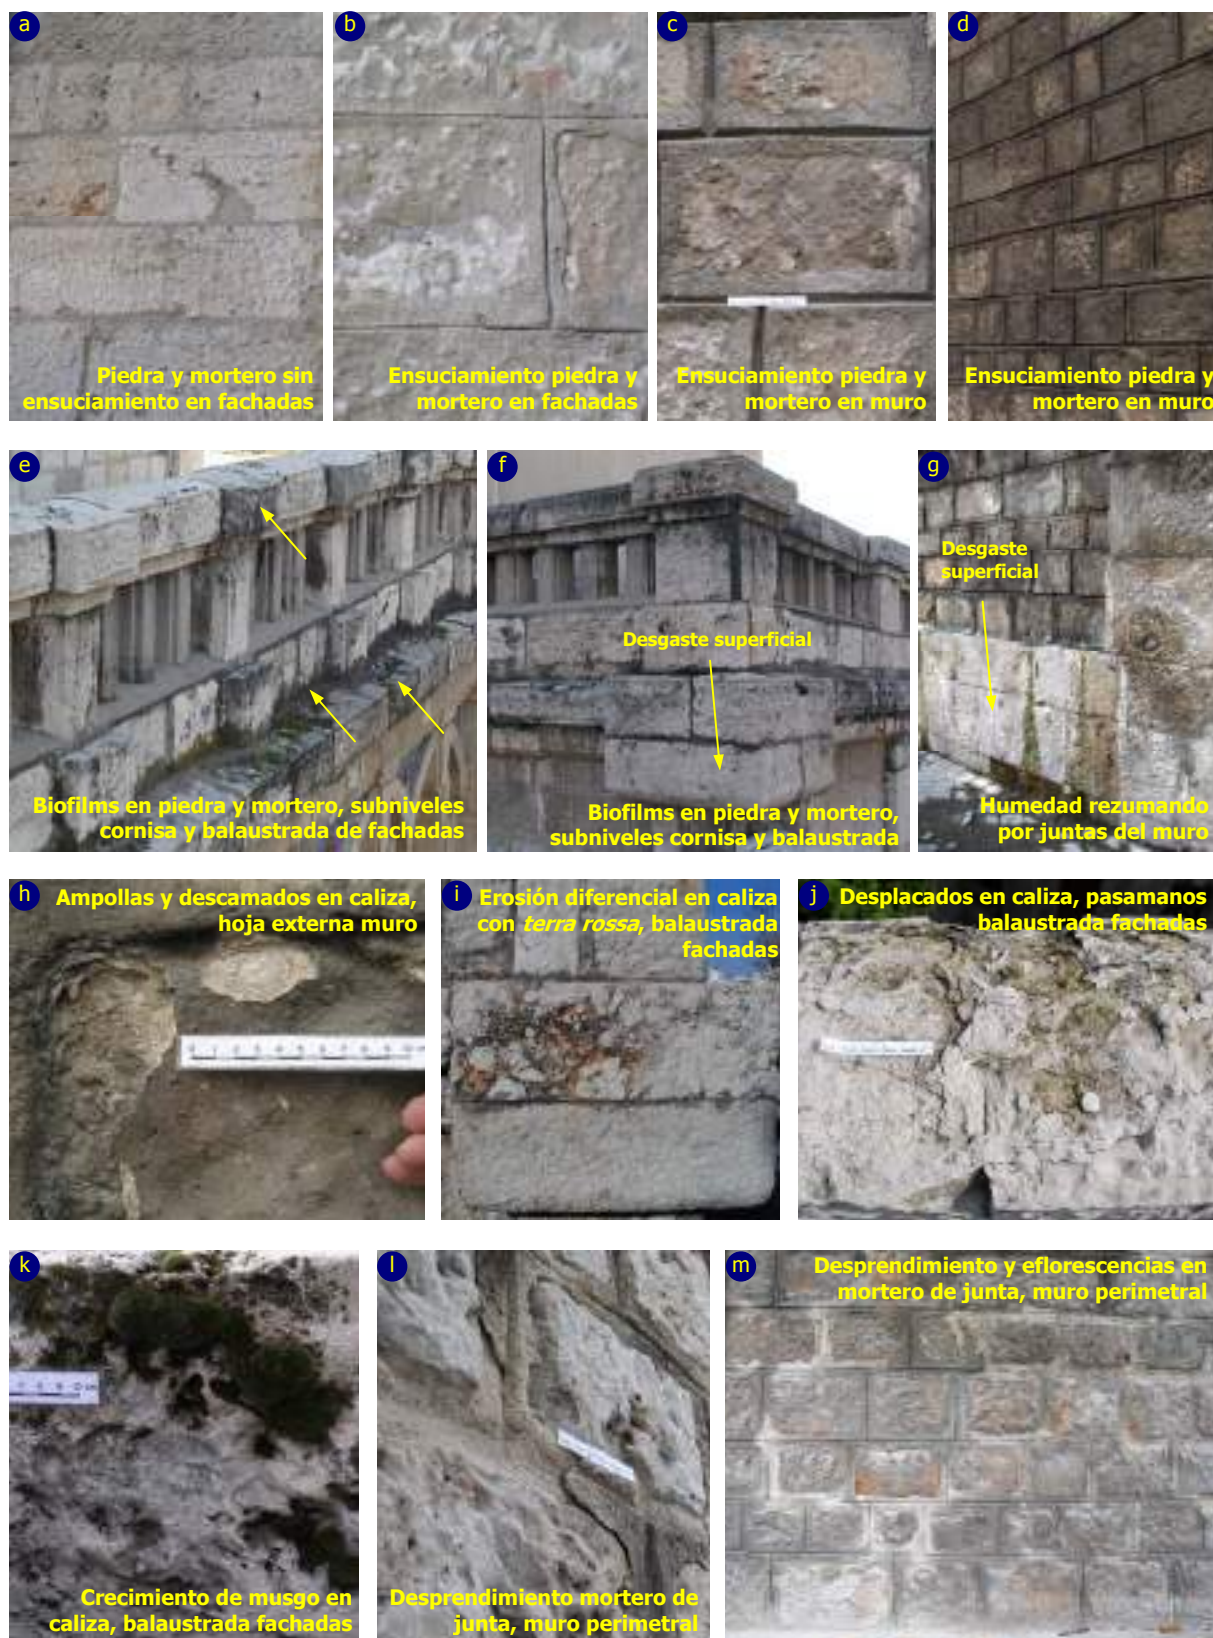 a
Piedra y mortero sin
ensuciamiento en fachadas
b
Ensuciamiento piedra y
mortero en fachadas
c
Ensuciamiento piedra y
mortero en muro
d
Ensuciamiento piedra y
mortero en muro
e
Biofilms en piedra y mortero, subniveles
cornisa y balaustrada de fachadas
f
Desgaste superficial
Biofilms en piedra y mortero,
subniveles cornisa y balaustrada
g
Desgaste
superficial
Humedad rezumando
por juntas del muro
h
Ampollas y descamados en caliza,
hoja externa muro
i
Erosión diferencial en caliza
con terra rossa, balaustrada
fachadas
j
Desplacados en caliza, pasamanos
balaustrada fachadas
k
Crecimiento de musgo en
caliza, balaustrada fachadas
l
Desprendimiento mortero de
junta, muro perimetral
m
Desprendimiento y eflorescencias en
mortero de junta, muro perimetral